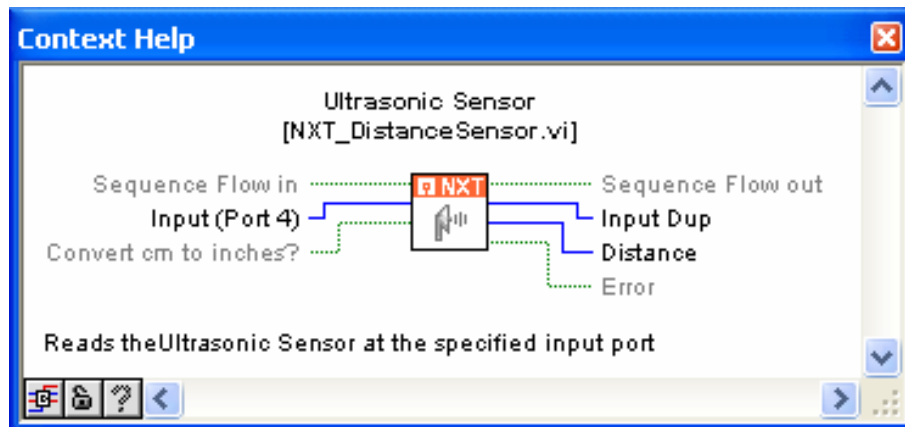 Context Help
Ultrasonic Sensor
[NXT_DistanceSensor.vi]
Sequence Flow in
NXT
Sequence Flow out
Input (Port 4)
Input Dup
Convert cm to inches?
Distance
Error
Reads theUltrasonic Sensor at the specified input port
?